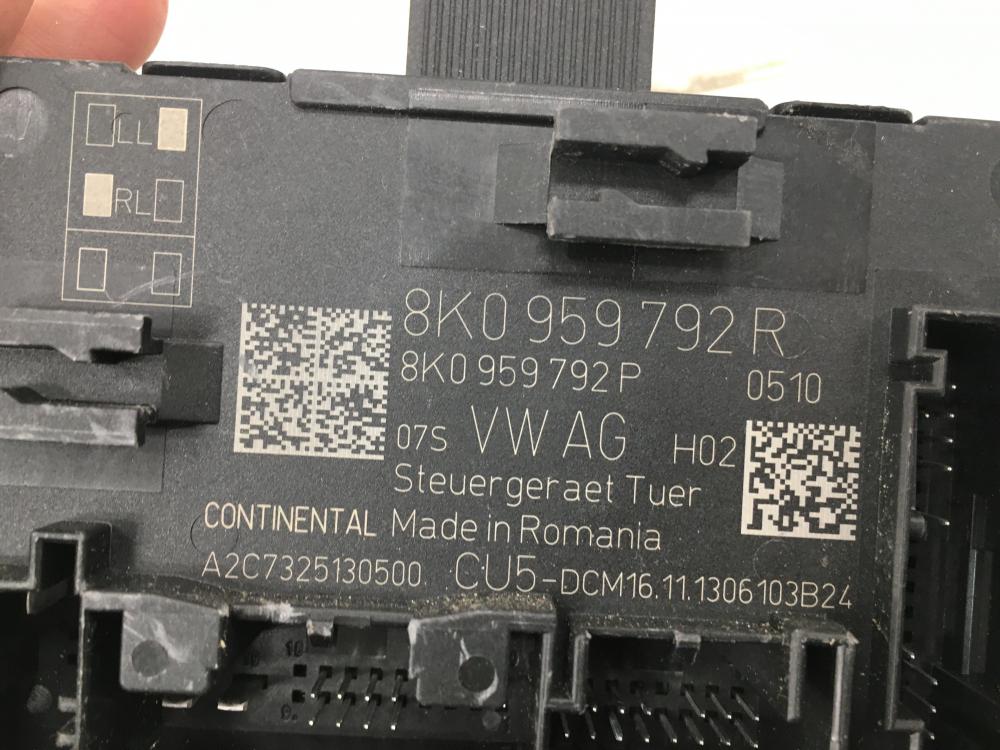 LL
RL
8K0 959 792 R
8K0 959 792 P 0510
07S VW AG H02
Steuergeraet Tuer
CONTINENTAL Made in Romania
A2C7325130500 CU5-DCM16.11.1306103B24